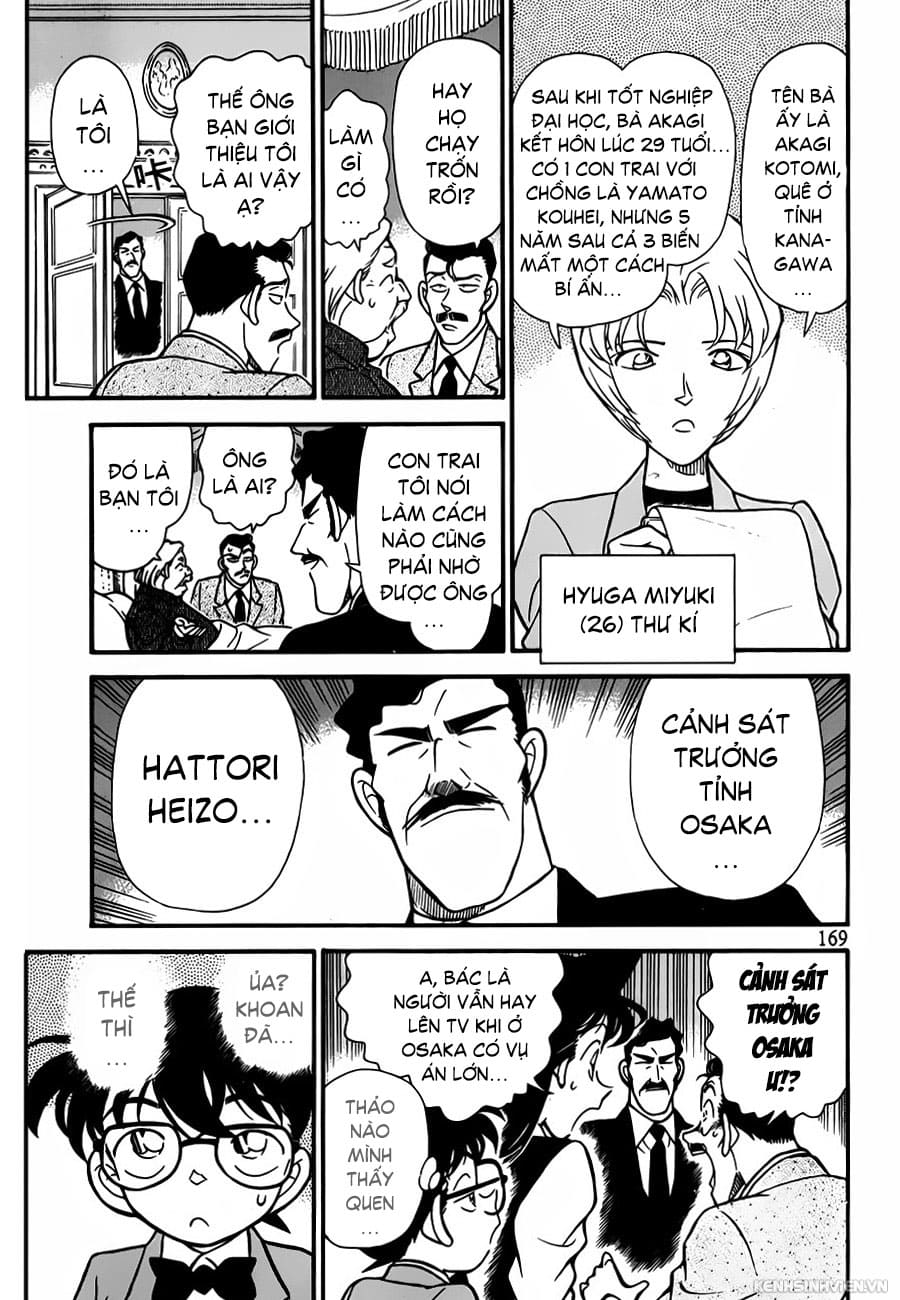 TÊN BÀ
ẤY LÀ
AKAGI
KOTOMI,
QUÊ Ở
TỈNH
KANA-
GAWA
SAU KHI TỐT NGHIỆP
ĐẠI HỌC, BÀ AKAGI
KẾT HÔN LÚC 29 TUỔI...
CÓ 1 CON TRAI VỚI
CHỒNG LÀ YAMATO
KOUHEI, NHƯNG 5
NĂM SAU CẢ 3 BIẾN
MẤT MỘT CÁCH
BÍ ẨN...
HYUGA MIYUKI
(26) THƯ KÍ
HAY
HỌ
CHẠY
TRỐN
RỒI?
LÀM
GÌ
CÓ
...
THẾ ÔNG
BẠN GIỚI
THIỆU TÔI
LÀ AI VẬY
Ạ?
咔
LÀ
TÔI
...
CON TRAI
TÔI NÓI
LÀM CÁCH
NÀO CŨNG
PHẢI NHỜ
ĐƯỢC ÔNG
...
ÔNG
LÀ AI?
ĐÓ LÀ
BẠN TÔI
...
CẢNH SÁT
TRƯỞNG
TỈNH
OSAKA
...
HATTORI
HEIZO...
169
CẢNH SÁT
TRƯỞNG
OSAKA
Ư!?
A, BÁC LÀ
NGƯỜI VẪN HAY
LÊN TV KHI Ở
OSAKA CÓ VỤ
ÁN LỚN...
THẢO
NÀO
MÌNH
THẤY
QUEN
ỦA?
KHOAN
ĐÃ...
THẾ
THÌ
...
KENHSINHVIEN.VN